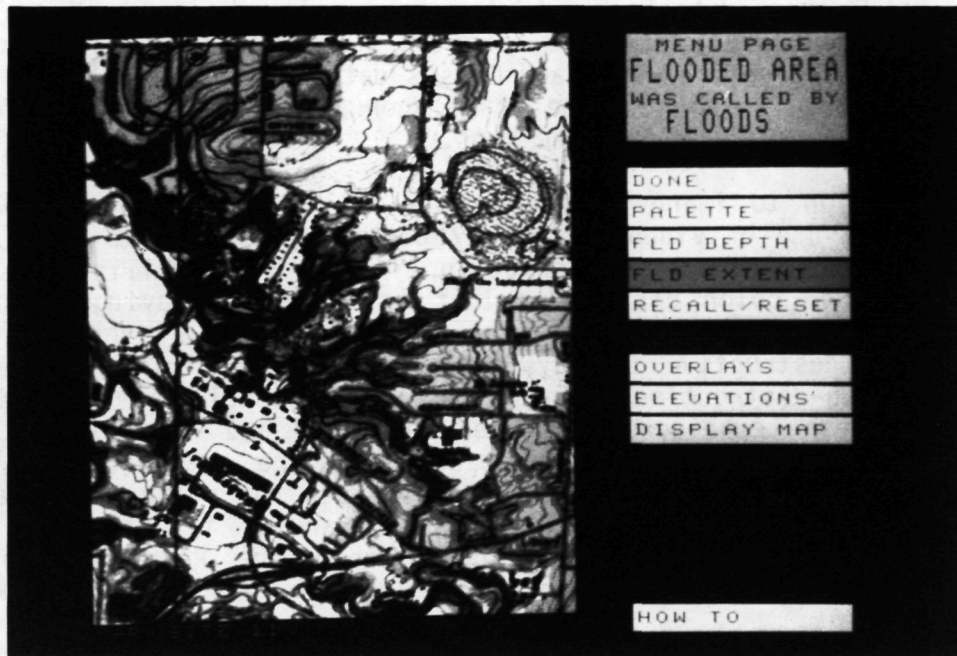 MENU PAGE
FLOODED AREA
WAS CALLED BY
FLOODS
DONE
PALETTE
FLD DEPTH
FLD EXTENT
RECALL/RESET
OVERLAYS
ELEVATIONS
DISPLAY MAP
HOW TO